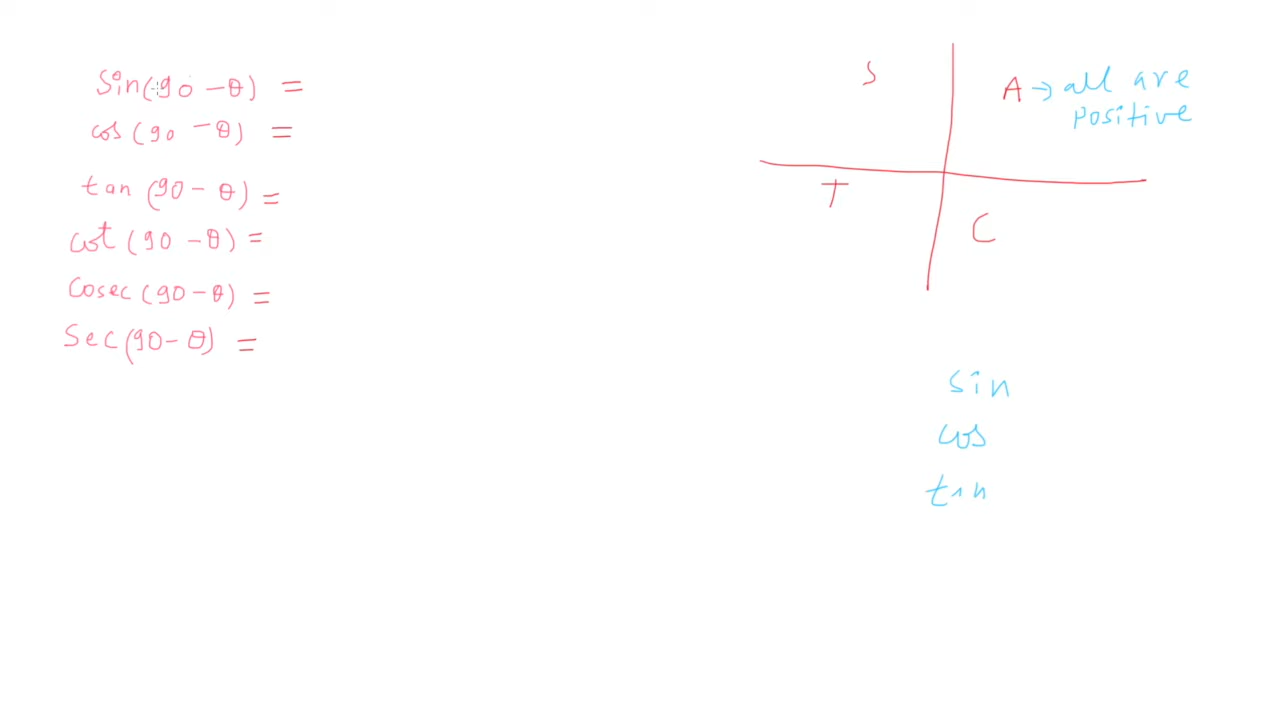 Sin(90 - θ) =
cos (90 - θ) =
tan (90 - θ) =
cot (90 - θ) =
Cosec (90 - θ) =
Sec (90 - θ) =
S
A → all are
positive
T
C
sin
cos
tan